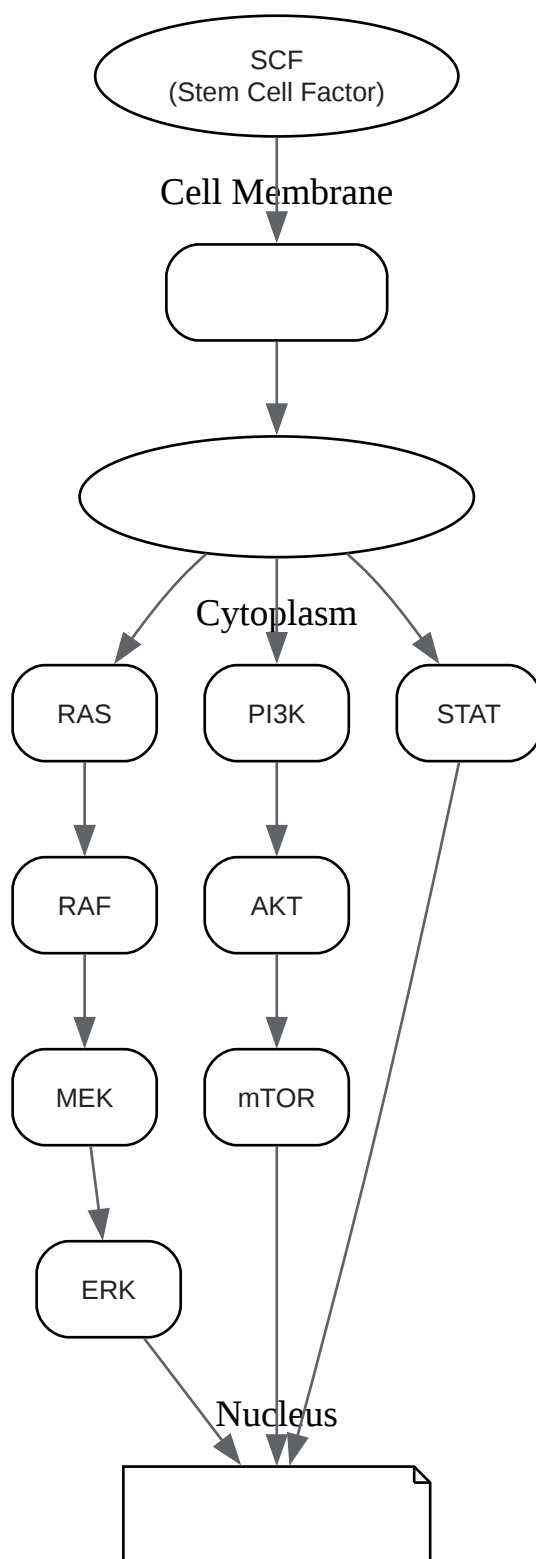 SCF
(Stem Cell Factor)
Cell Membrane
Cytoplasm
RAS
PI3K
STAT
RAF
AKT
MEK
mTOR
ERK
Nucleus